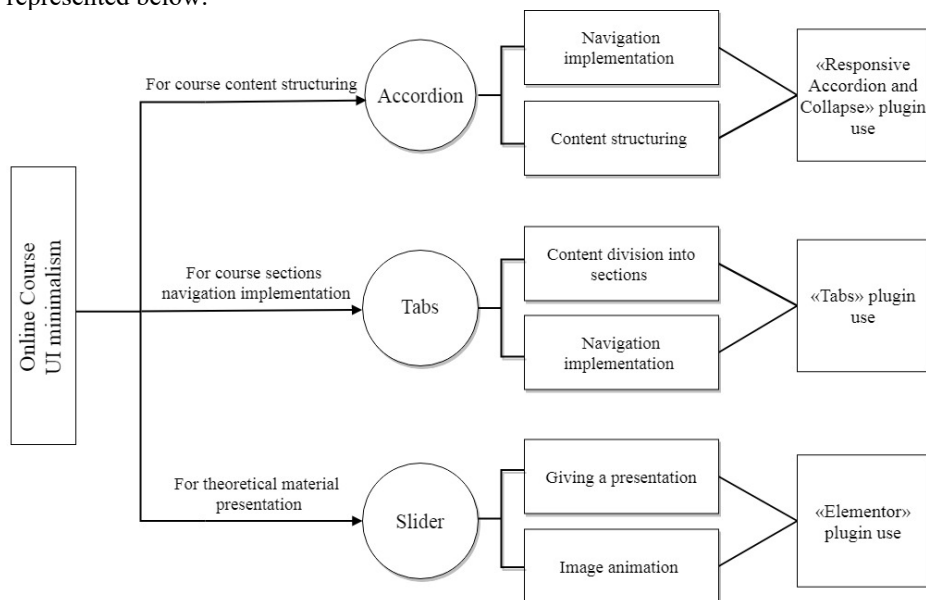 represented below.
For course content structuring
Accordion
Navigation
implementation
Content structuring
«Responsive
Accordion and
Collapse» plugin
use
Online Course
UI minimalism
For course sections
navigation implementation
Tabs
Content division into
sections
Navigation
implementation
«Tabs» plugin
use
For theoretical material
presentation
Slider
Giving a presentation
Image animation
«Elementor»
plugin use